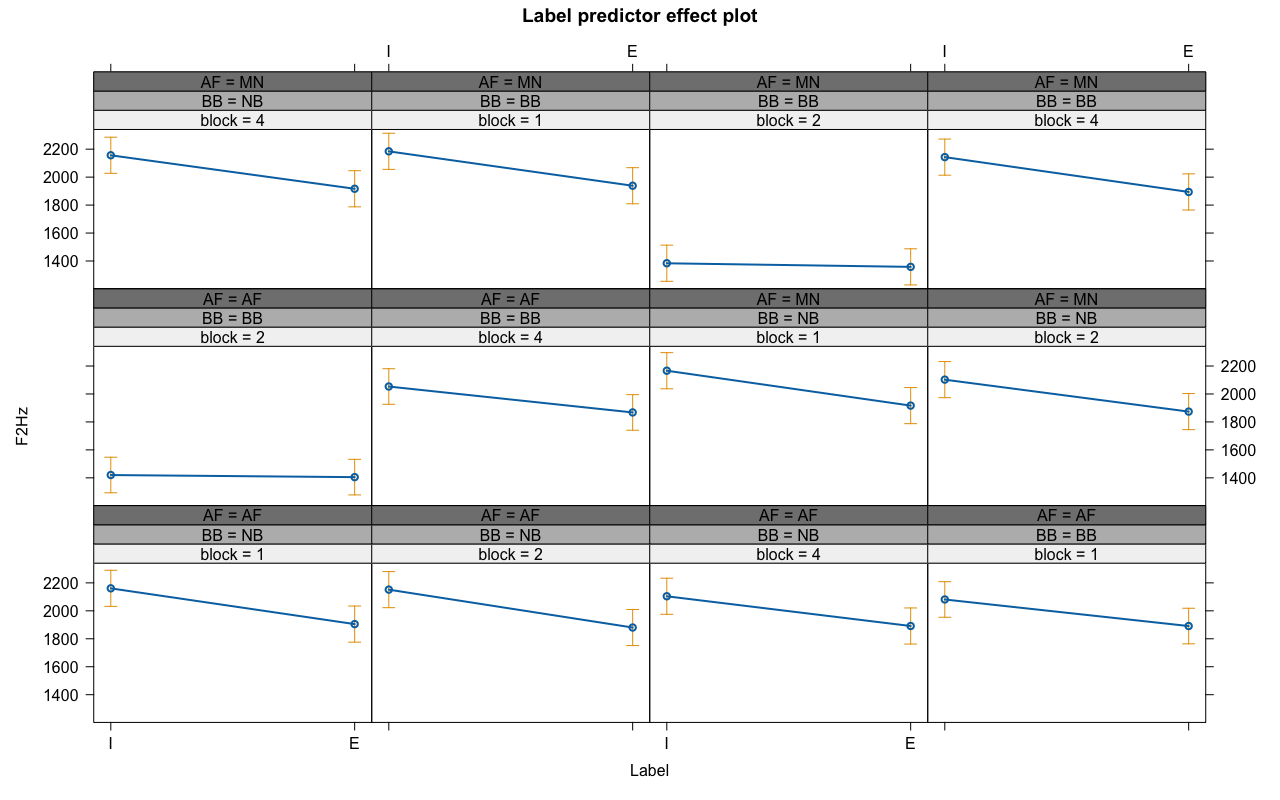 Label predictor effect plot
I E I E
AF = MN AF = MN AF = MN AF = MN
BB = NB BB = BB BB = BB BB = BB
block = 4 block = 1 block = 2 block = 4
2200
2000
1800
1600
1400
AF = AF AF = AF AF = MN AF = MN
BB = BB BB = BB BB = NB BB = NB
block = 2 block = 4 block = 1 block = 2
2200
2000
1800
1600
1400
F2Hz
AF = AF AF = AF AF = AF AF = AF
BB = NB BB = NB BB = NB BB = BB
block = 1 block = 2 block = 4 block = 1
2200
2000
1800
1600
1400
I E I E
Label